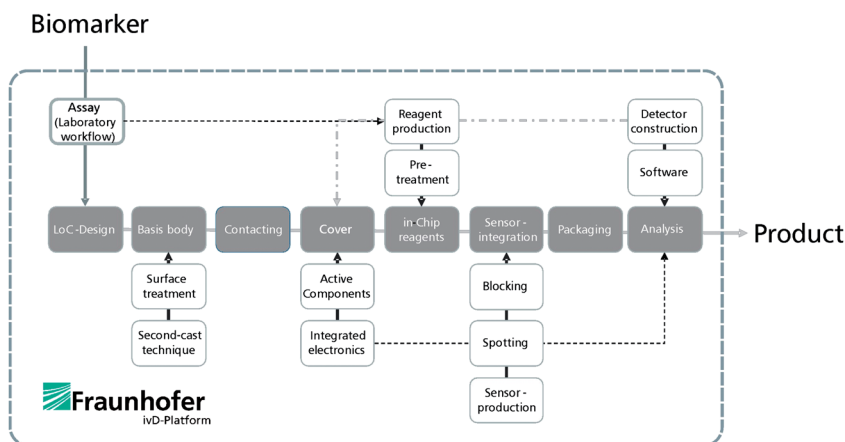 Biomarker
Assay
(Laboratory
workflow)
Reagent
production
Detector
construction
Pre-
treatment
Software
LoC-Design
Basis body
Contacting
Cover
in-Chip
reagents
Sensor-
integration
Packaging
Analysis
Product
Surface
treatment
Active
Components
Blocking
Second-cast
technique
Integrated
electronics
Spotting
Sensor-
production
Fraunhofer
ivD-Platform